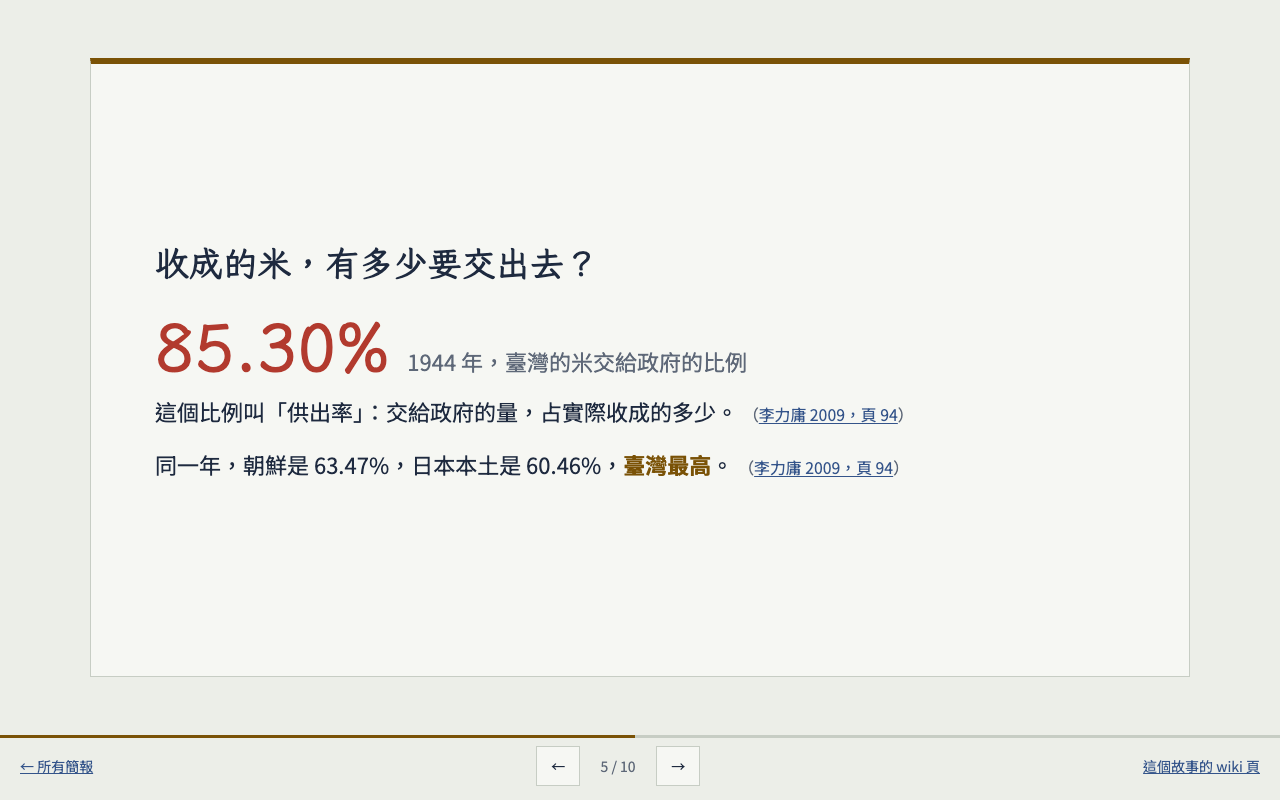 收成的米，有多少要交出去？
85.30% 1944 年，臺灣的米交給政府的比例
這個比例叫「供出率」：交給政府的量，占實際收成的多少。（李力庸 2009，頁 94）
同一年，朝鮮是 63.47%，日本本土是 60.46%，臺灣最高。（李力庸 2009，頁 94）
← 所有簡報 ← 5 / 10 → 這個故事的 wiki 頁